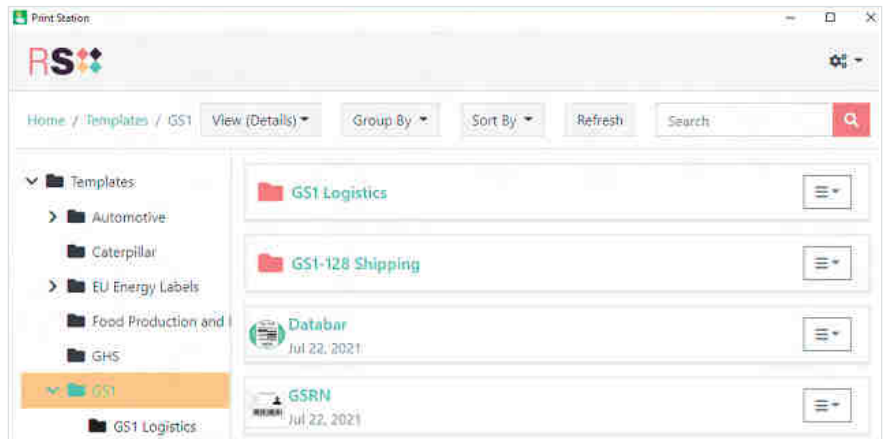 Print Station
RS
Home / Templates / GS1 View (Details) Group By Sort By Refresh Search
Templates
Automotive
Caterpillar
EU Energy Labels
Food Production and
GHS
GS1
GS1 Logistics
GS1 Logistics
GS1-128 Shipping
Databar
Jul 22, 2021
GSRN
Jul 22, 2021